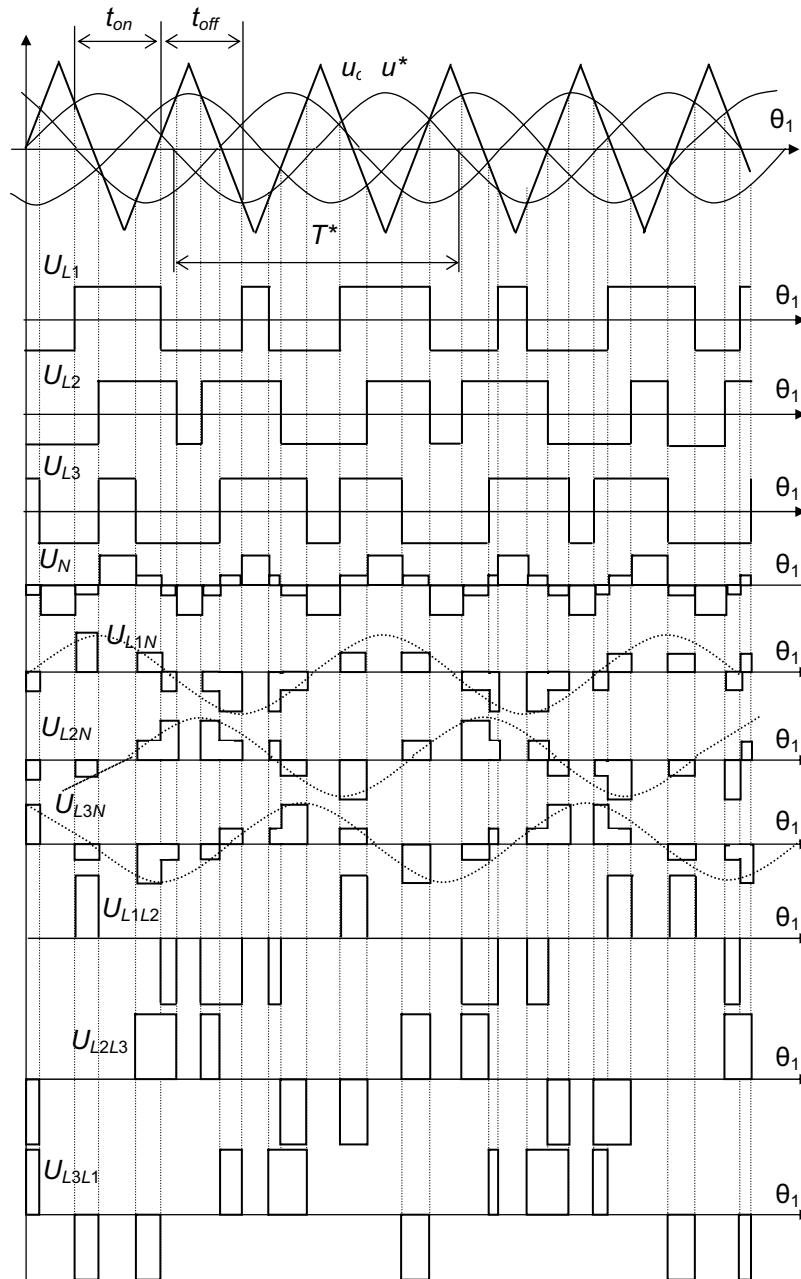 t_on t_off
u_c u*
θ₁
T*
U_L1 θ₁
U_L2 θ₁
U_L3 θ₁
U_N θ₁
U_L1N θ₁
U_L2N θ₁
U_L3N θ₁
U_L1L2 θ₁
U_L2L3 θ₁
U_L3L1 θ₁